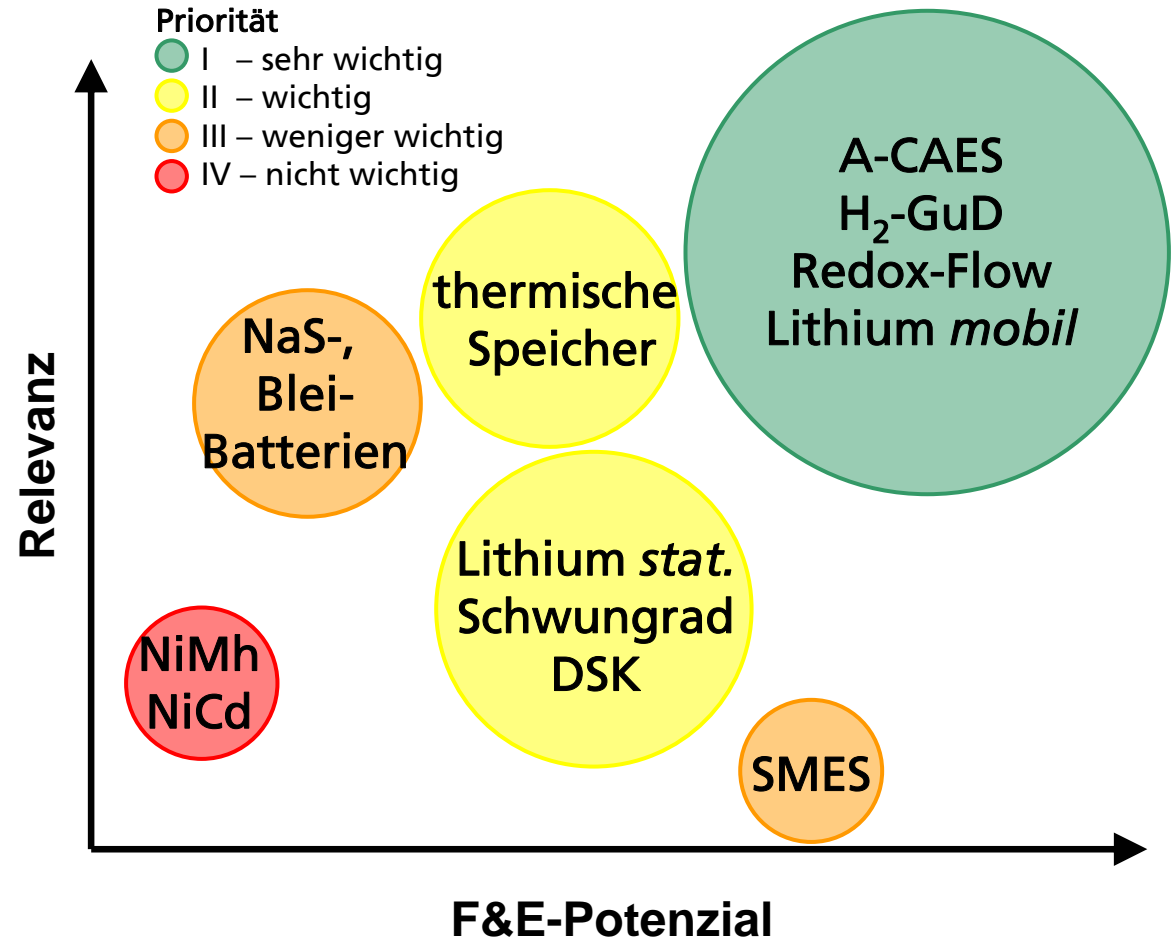 Priorität
I – sehr wichtig
II – wichtig
III – weniger wichtig
IV – nicht wichtig
A-CAES
H₂-GuD
Redox-Flow
Lithium mobil
thermische
Speicher
NaS-,
Blei-
Batterien
Relevanz
Lithium stat.
Schwungrad
DSK
NiMh
NiCd
SMES
F&E-Potenzial